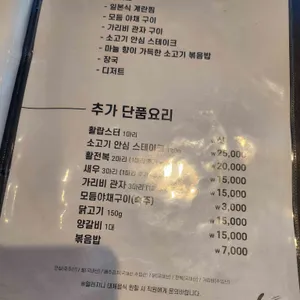 - 일본식 계란찜
- 모듬 야채 구이
- 가리비 관자 구이
- 소고기 안심 스테이크
- 마늘 향이 가득한 소고기 볶음밥
- 장국
- 디저트
추가 단품요리
활랍스터 1마리
소고기 안심 스테이크 ₩25,000
활전복 2마리 ₩20,000
새우 3마리 ₩15,000
가리비 관자 3마리 ₩15,000
모듬야채구이 ₩3,000
닭고기 150g ₩15,000
양갈비 1대 ₩15,000
볶음밥 ₩7,000